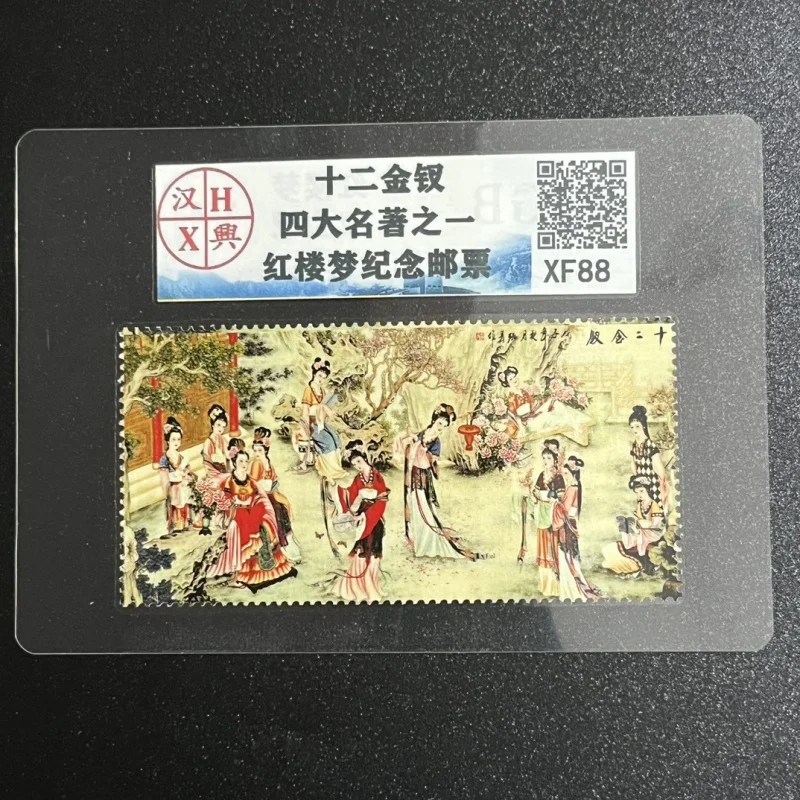 汉 H
X 興
十二金钗
四大名著之一
红楼梦纪念邮票
XF88
十二金釵